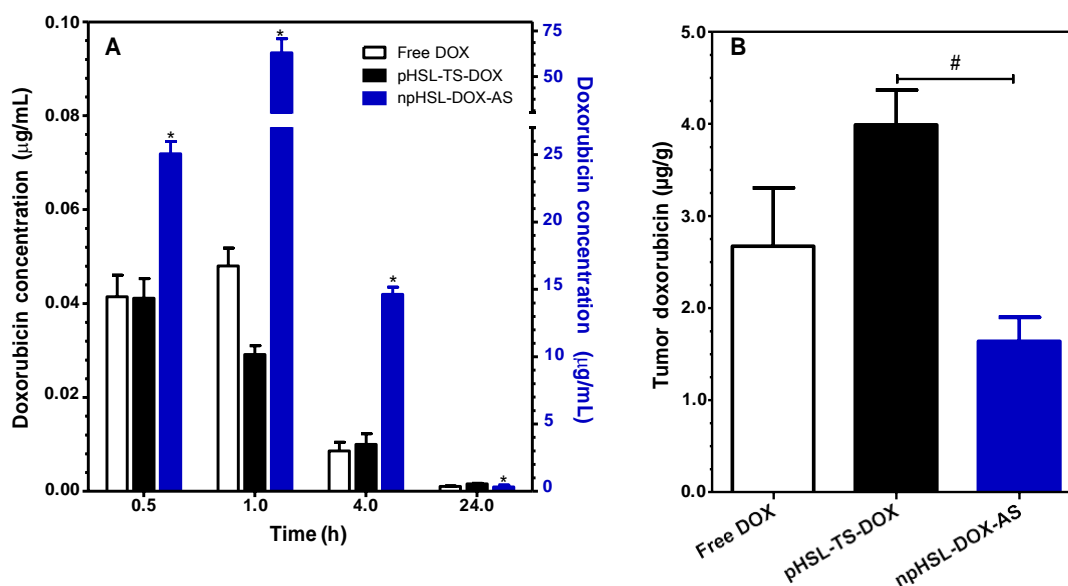 A
Doxorubicin concentration (μg/mL)
0.10
0.08
0.06
0.04
0.02
0.00
Free DOX
pHSL-TS-DOX
npHSL-DOX-AS
*
*
*
*
0.5
1.0
4.0
24.0
Time (h)
75
50
25
20
15
10
5
0
Doxorubicin concentration (μg/mL)
B
Tumor doxorubicin (μg/g)
5.0
4.0
3.0
2.0
1.0
0.0
#
Free DOX
pHSL-TS-DOX
npHSL-DOX-AS